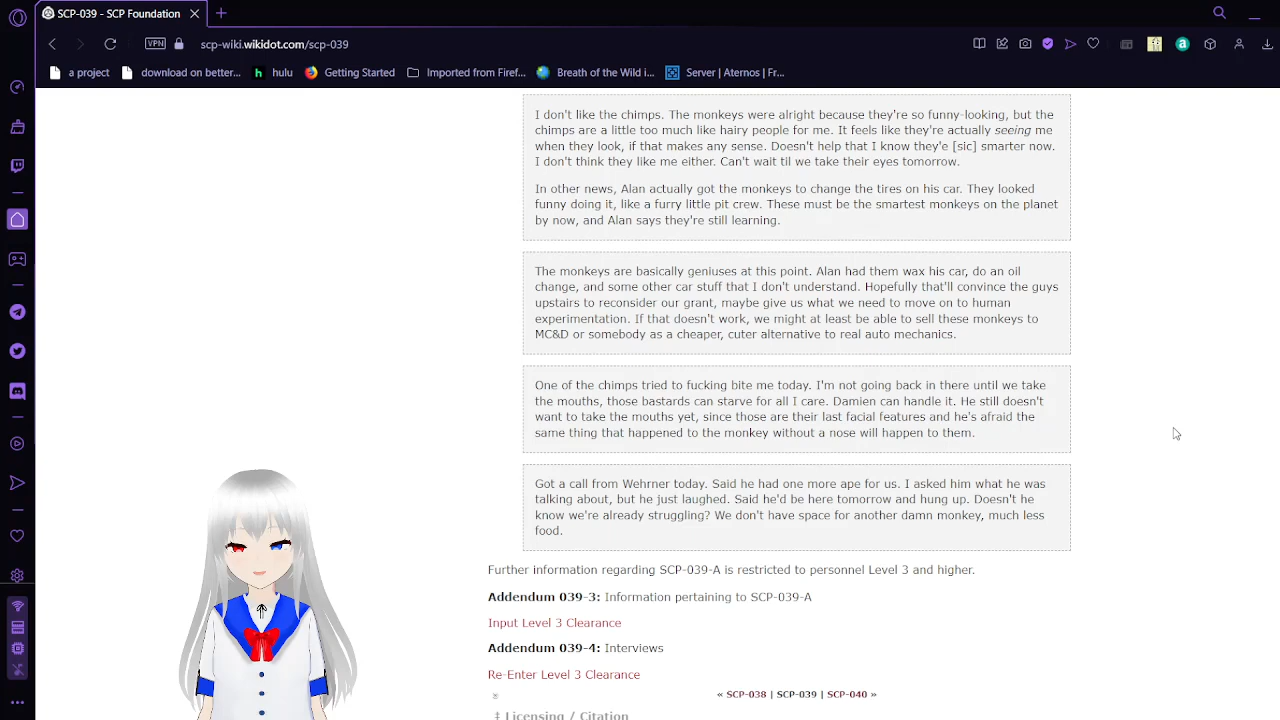 SCP-039 - SCP Foundation
VPN
scp-wiki.wikidot.com/scp-039
a
a project
download on better...
h hulu
Getting Started
Imported from Firef...
Breath of the Wild i...
Server | Aternos | Fr...
I don't like the chimps. The monkeys were alright because they're so funny-looking, but the
chimps are a little too much like hairy people for me. It feels like they're actually seeing me
when they look, if that makes any sense. Doesn't help that I know they'e [sic] smarter now.
I don't think they like me either. Can't wait til we take their eyes tomorrow.
In other news, Alan actually got the monkeys to change the tires on his car. They looked
funny doing it, like a furry little pit crew. These must be the smartest monkeys on the planet
by now, and Alan says they're still learning.
The monkeys are basically geniuses at this point. Alan had them wax his car, do an oil
change, and some other car stuff that I don't understand. Hopefully that'll convince the guys
upstairs to reconsider our grant, maybe give us what we need to move on to human
experimentation. If that doesn't work, we might at least be able to sell these monkeys to
MC&D or somebody as a cheaper, cuter alternative to real auto mechanics.
One of the chimps tried to fucking bite me today. I'm not going back in there until we take
the mouths, those bastards can starve for all I care. Damien can handle it. He still doesn't
want to take the mouths yet, since those are their last facial features and he's afraid the
same thing that happened to the monkey without a nose will happen to them.
Got a call from Wehrner today. Said he had one more ape for us. I asked him what he was
talking about, but he just laughed. Said he'd be here tomorrow and hung up. Doesn't he
know we're already struggling? We don't have space for another damn monkey, much less
food.
Further information regarding SCP-039-A is restricted to personnel Level 3 and higher.
Addendum 039-3: Information pertaining to SCP-039-A
Input Level 3 Clearance
Addendum 039-4: Interviews
Re-Enter Level 3 Clearance
« SCP-038 | SCP-039 | SCP-040 »
‡ Licensing / Citation